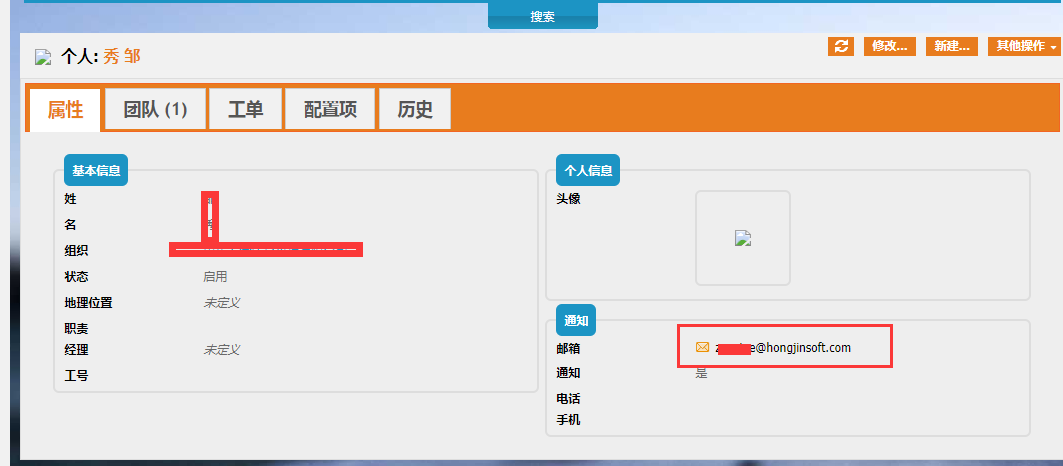 搜索
个人: 秀 邹
修改... 新建... 其他操作
属性 团队 (1) 工单 配置项 历史
基本信息
姓
名
组织
状态 启用
地理位置 未定义
职责
经理 未定义
工号
个人信息
头像
通知
邮箱 @hongjinsoft.com
通知 是
电话
手机